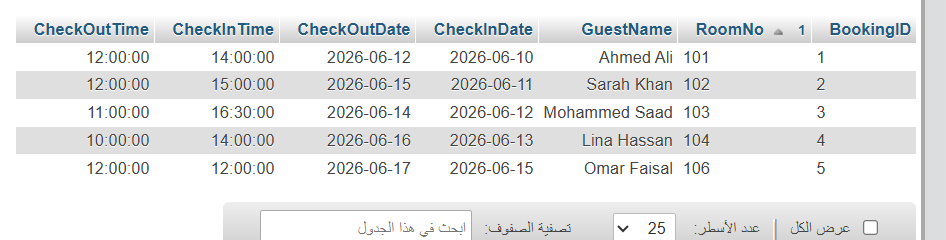 BookingID RoomNo 1 GuestName CheckInDate CheckOutDate CheckInTime CheckOutTime
1 101 Ahmed Ali 2026-06-10 2026-06-12 14:00:00 12:00:00
2 102 Sarah Khan 2026-06-11 2026-06-15 15:00:00 12:00:00
3 103 Mohammed Saad 2026-06-12 2026-06-14 16:30:00 11:00:00
4 104 Lina Hassan 2026-06-13 2026-06-16 14:00:00 10:00:00
5 106 Omar Faisal 2026-06-15 2026-06-17 12:00:00 12:00:00
عرض الكل عدد الأسطر: 25 تصفية الصفوف: ابحث في هذا الجدول